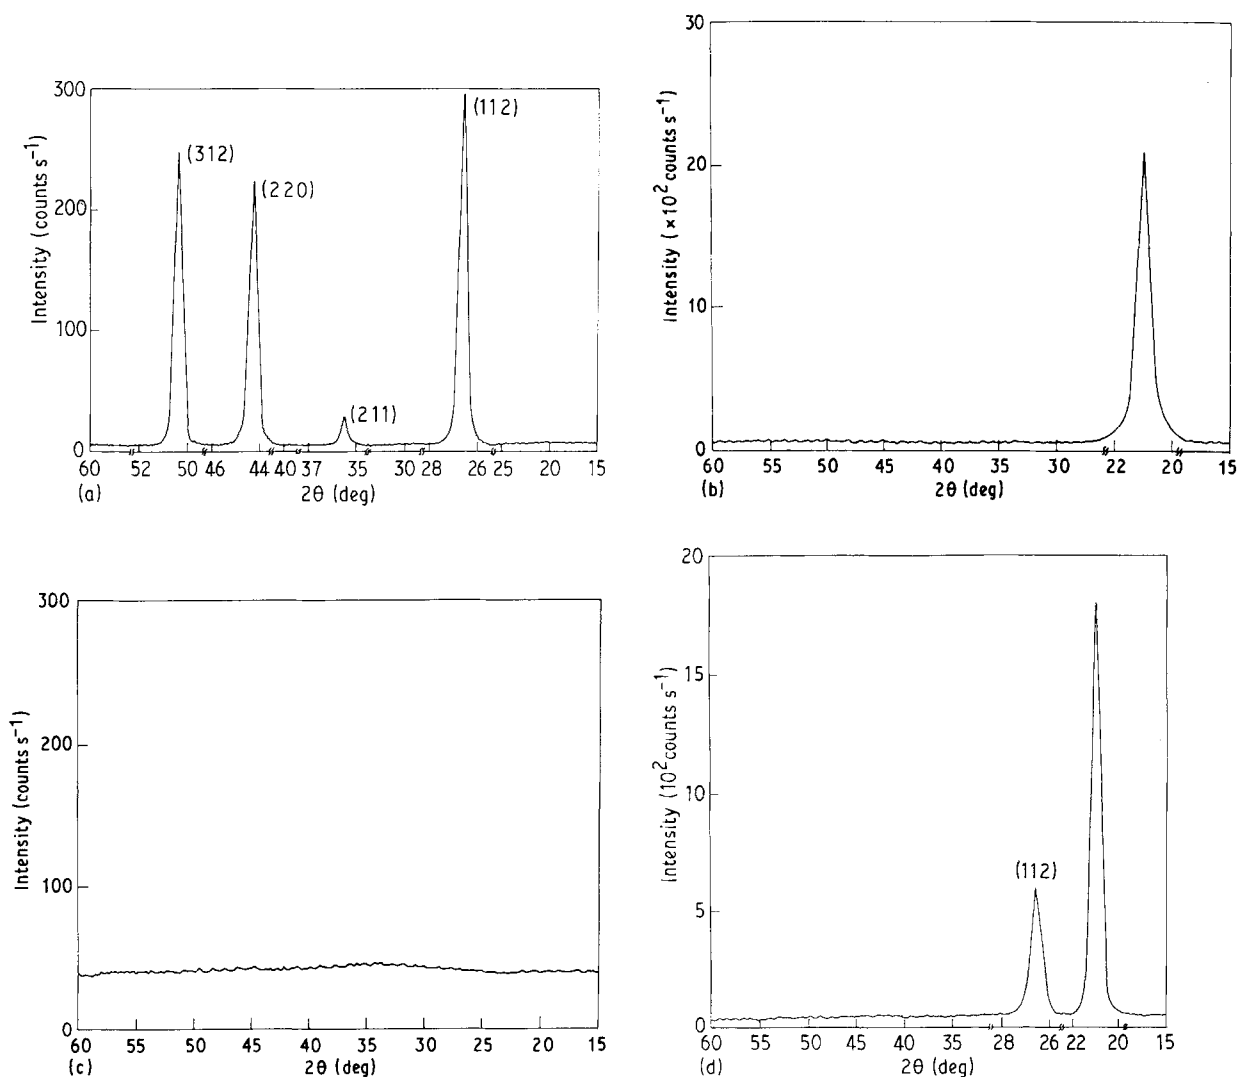 300
200
100
0
Intensity (counts s⁻¹)
(312)
(220)
(211)
(112)
60 52 50 46 44 40 37 35 30 28 26 25 20 15
(a) 2θ (deg)
30
20
10
0
Intensity (×10² counts s⁻¹)
60 55 50 45 40 35 30 22 19 15
(b) 2θ (deg)
300
200
100
0
Intensity (counts s⁻¹)
60 50 45 40 35 30 25 20 15
(c) 2θ (deg)
20
15
10
5
0
Intensity (10² counts s⁻¹)
(112)
60 55 50 45 40 35 28 26 22 20 15
(d) 2θ (deg)